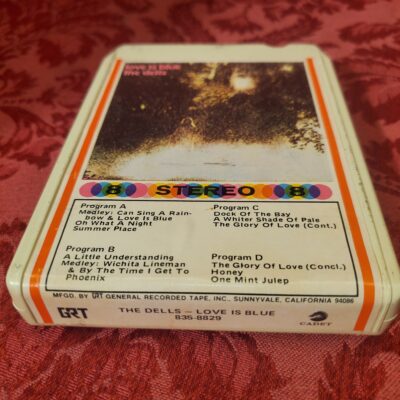 love is blue
the dells
8 STEREO 8
Program A
Medley: Can Sing A Rain-
bow & Love Is Blue
Oh What A Night
Summer Place
Program B
A Little Understanding
Medley: Wichita Lineman
& By The Time I Get To
Phoenix
Program C
Dock Of The Bay
A Whiter Shade Of Pale
The Glory Of Love (Cont.)
Program D
The Glory Of Love (Concl.)
Honey
One Mint Julep
MFGD. BY GRT GENERAL RECORDED TAPE, INC., SUNNYVALE, CALIFORNIA 94086
GRT
THE DELLS – LOVE IS BLUE
835-8829
CADET